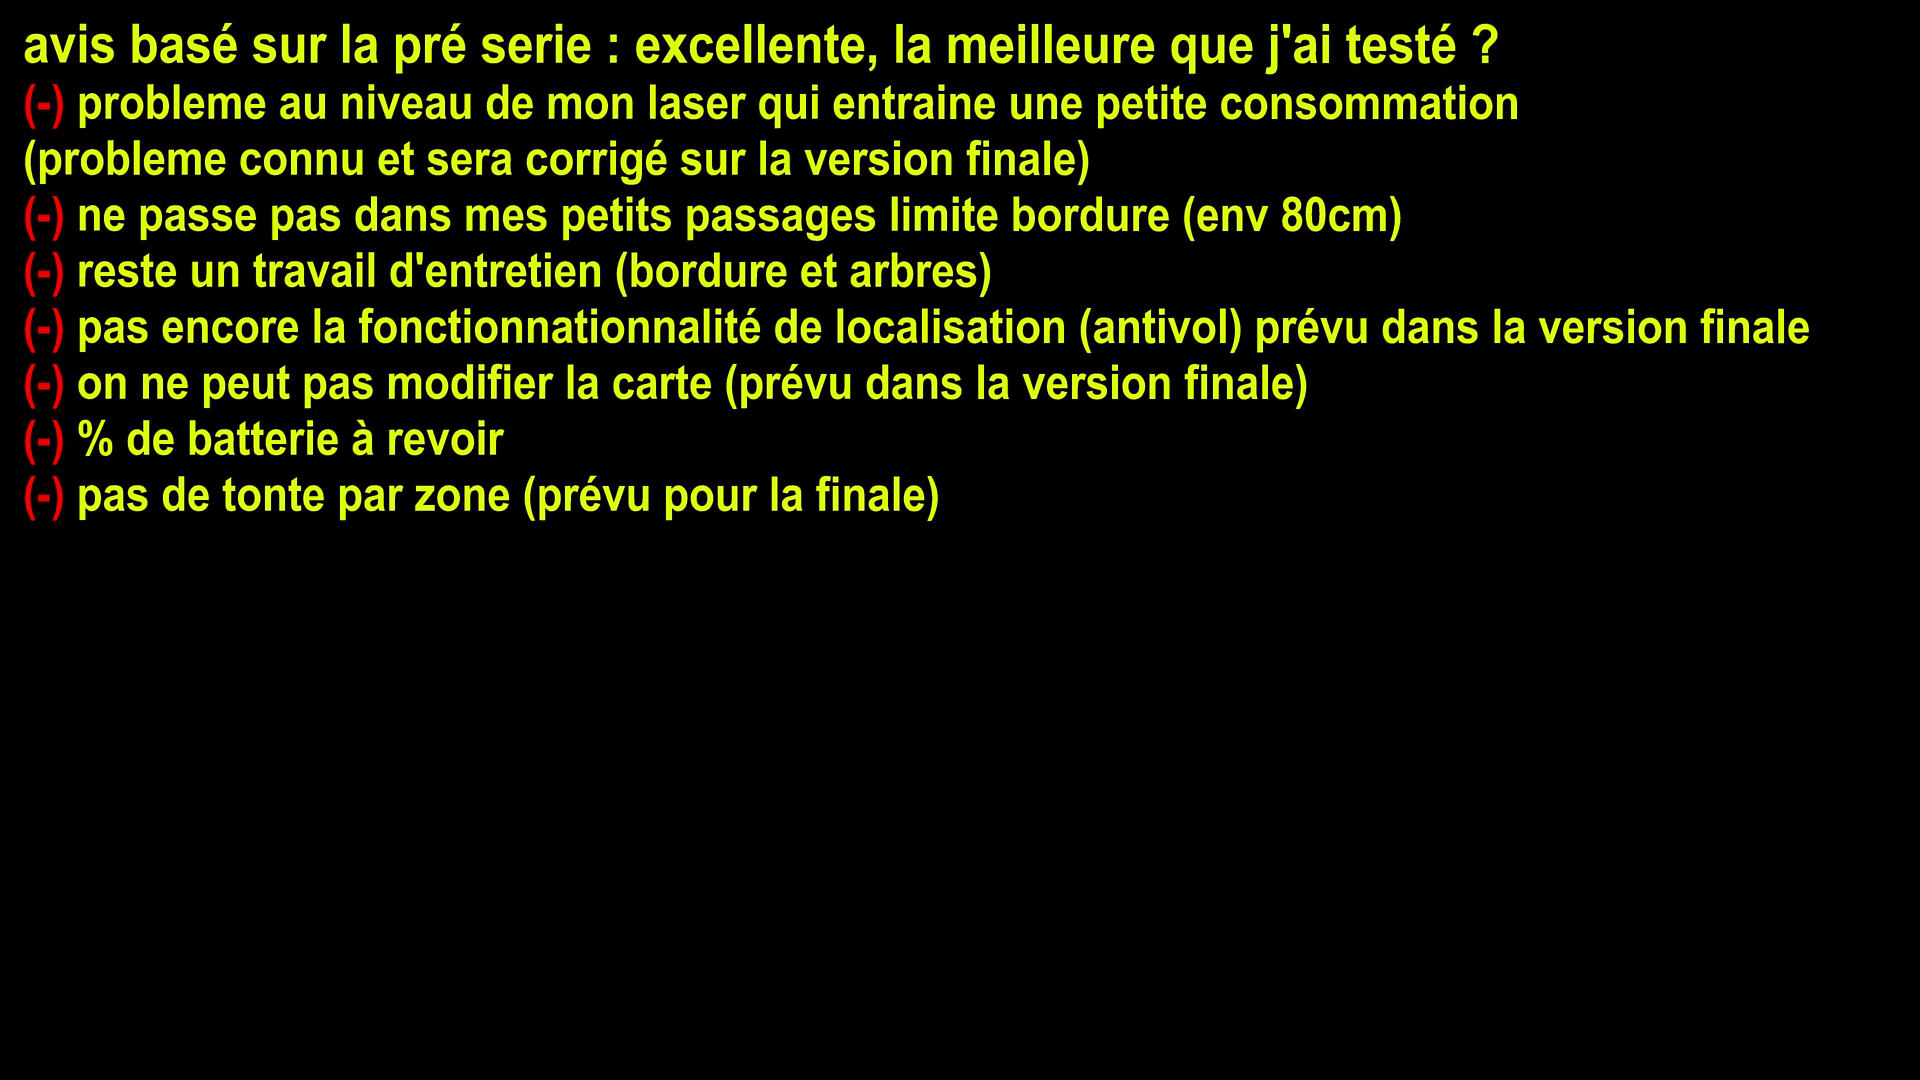 avis basé sur la pré serie : excellente, la meilleure que j'ai testé ?
(-) probleme au niveau de mon laser qui entraine une petite consommation
(probleme connu et sera corrigé sur la version finale)
(-) ne passe pas dans mes petits passages limite bordure (env 80cm)
(-) reste un travail d'entretien (bordure et arbres)
(-) pas encore la fonctionnationnalité de localisation (antivol) prévu dans la version finale
(-) on ne peut pas modifier la carte (prévu dans la version finale)
(-) % de batterie à revoir
(-) pas de tonte par zone (prévu pour la finale)